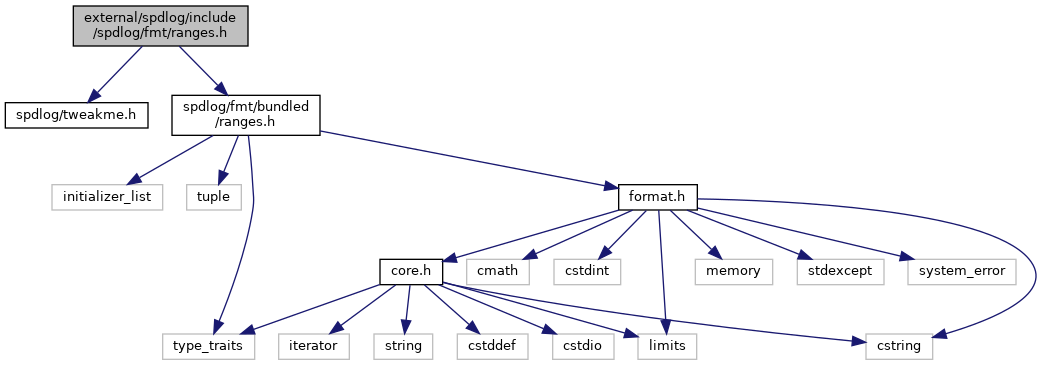 external/spdlog/include
/spdlog/fmt/ranges.h
spdlog/tweakme.h
spdlog/fmt/bundled
/ranges.h
initializer_list
tuple
format.h
core.h
cmath
cstdint
memory
stdexcept
system_error
type_traits
iterator
string
cstddef
cstdio
limits
cstring